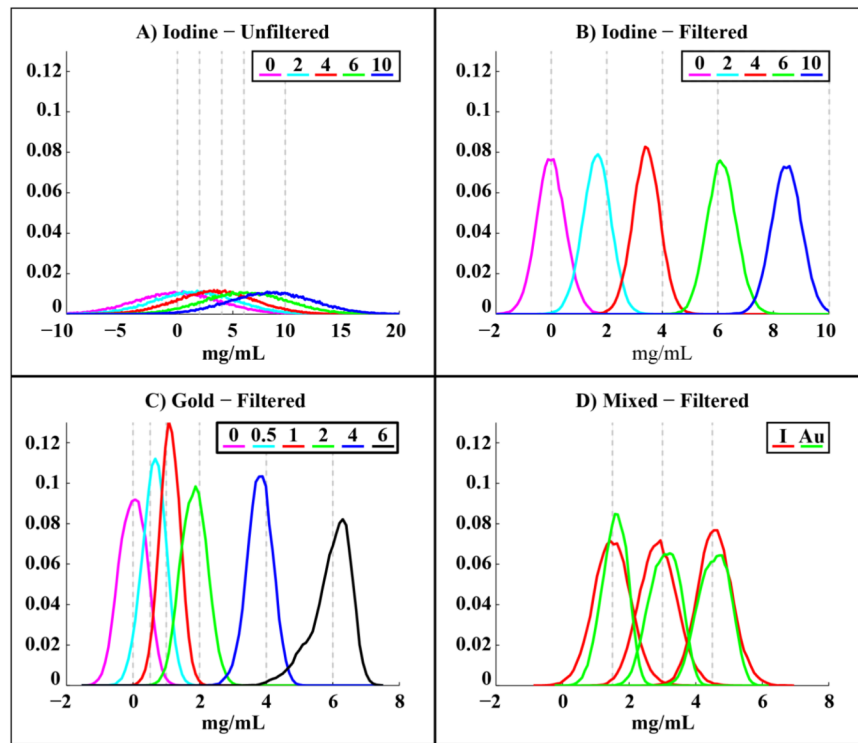 A) Iodine − Unfiltered
0 2 4 6 10
0.12
0.1
0.08
0.06
0.04
0.02
0
−10 −5 0 5 10 15 20
mg/mL
B) Iodine − Filtered
0 2 4 6 10
0.12
0.1
0.08
0.06
0.04
0.02
0
−2 0 2 4 6 8 10
mg/mL
C) Gold − Filtered
0 0.5 1 2 4 6
0.12
0.1
0.08
0.06
0.04
0.02
0
−2 0 2 4 6 8
mg/mL
D) Mixed − Filtered
I Au
0.12
0.1
0.08
0.06
0.04
0.02
0
−2 0 2 4 6 8
mg/mL